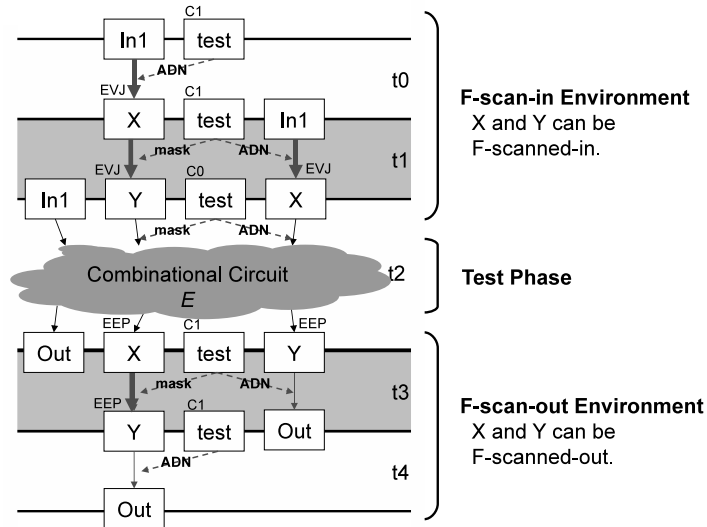 C1
In1 test
ADN
t0
EVJ C1
X test In1
mask ADN
t1
EVJ C0 EVJ
In1 Y test X
mask ADN
Combinational Circuit
E
t2
EEP C1 EEP
Out X test Y
mask ADN
t3
EEP C1
Y test Out
ADN
t4
Out
F-scan-in Environment
X and Y can be
F-scanned-in.
Test Phase
F-scan-out Environment
X and Y can be
F-scanned-out.